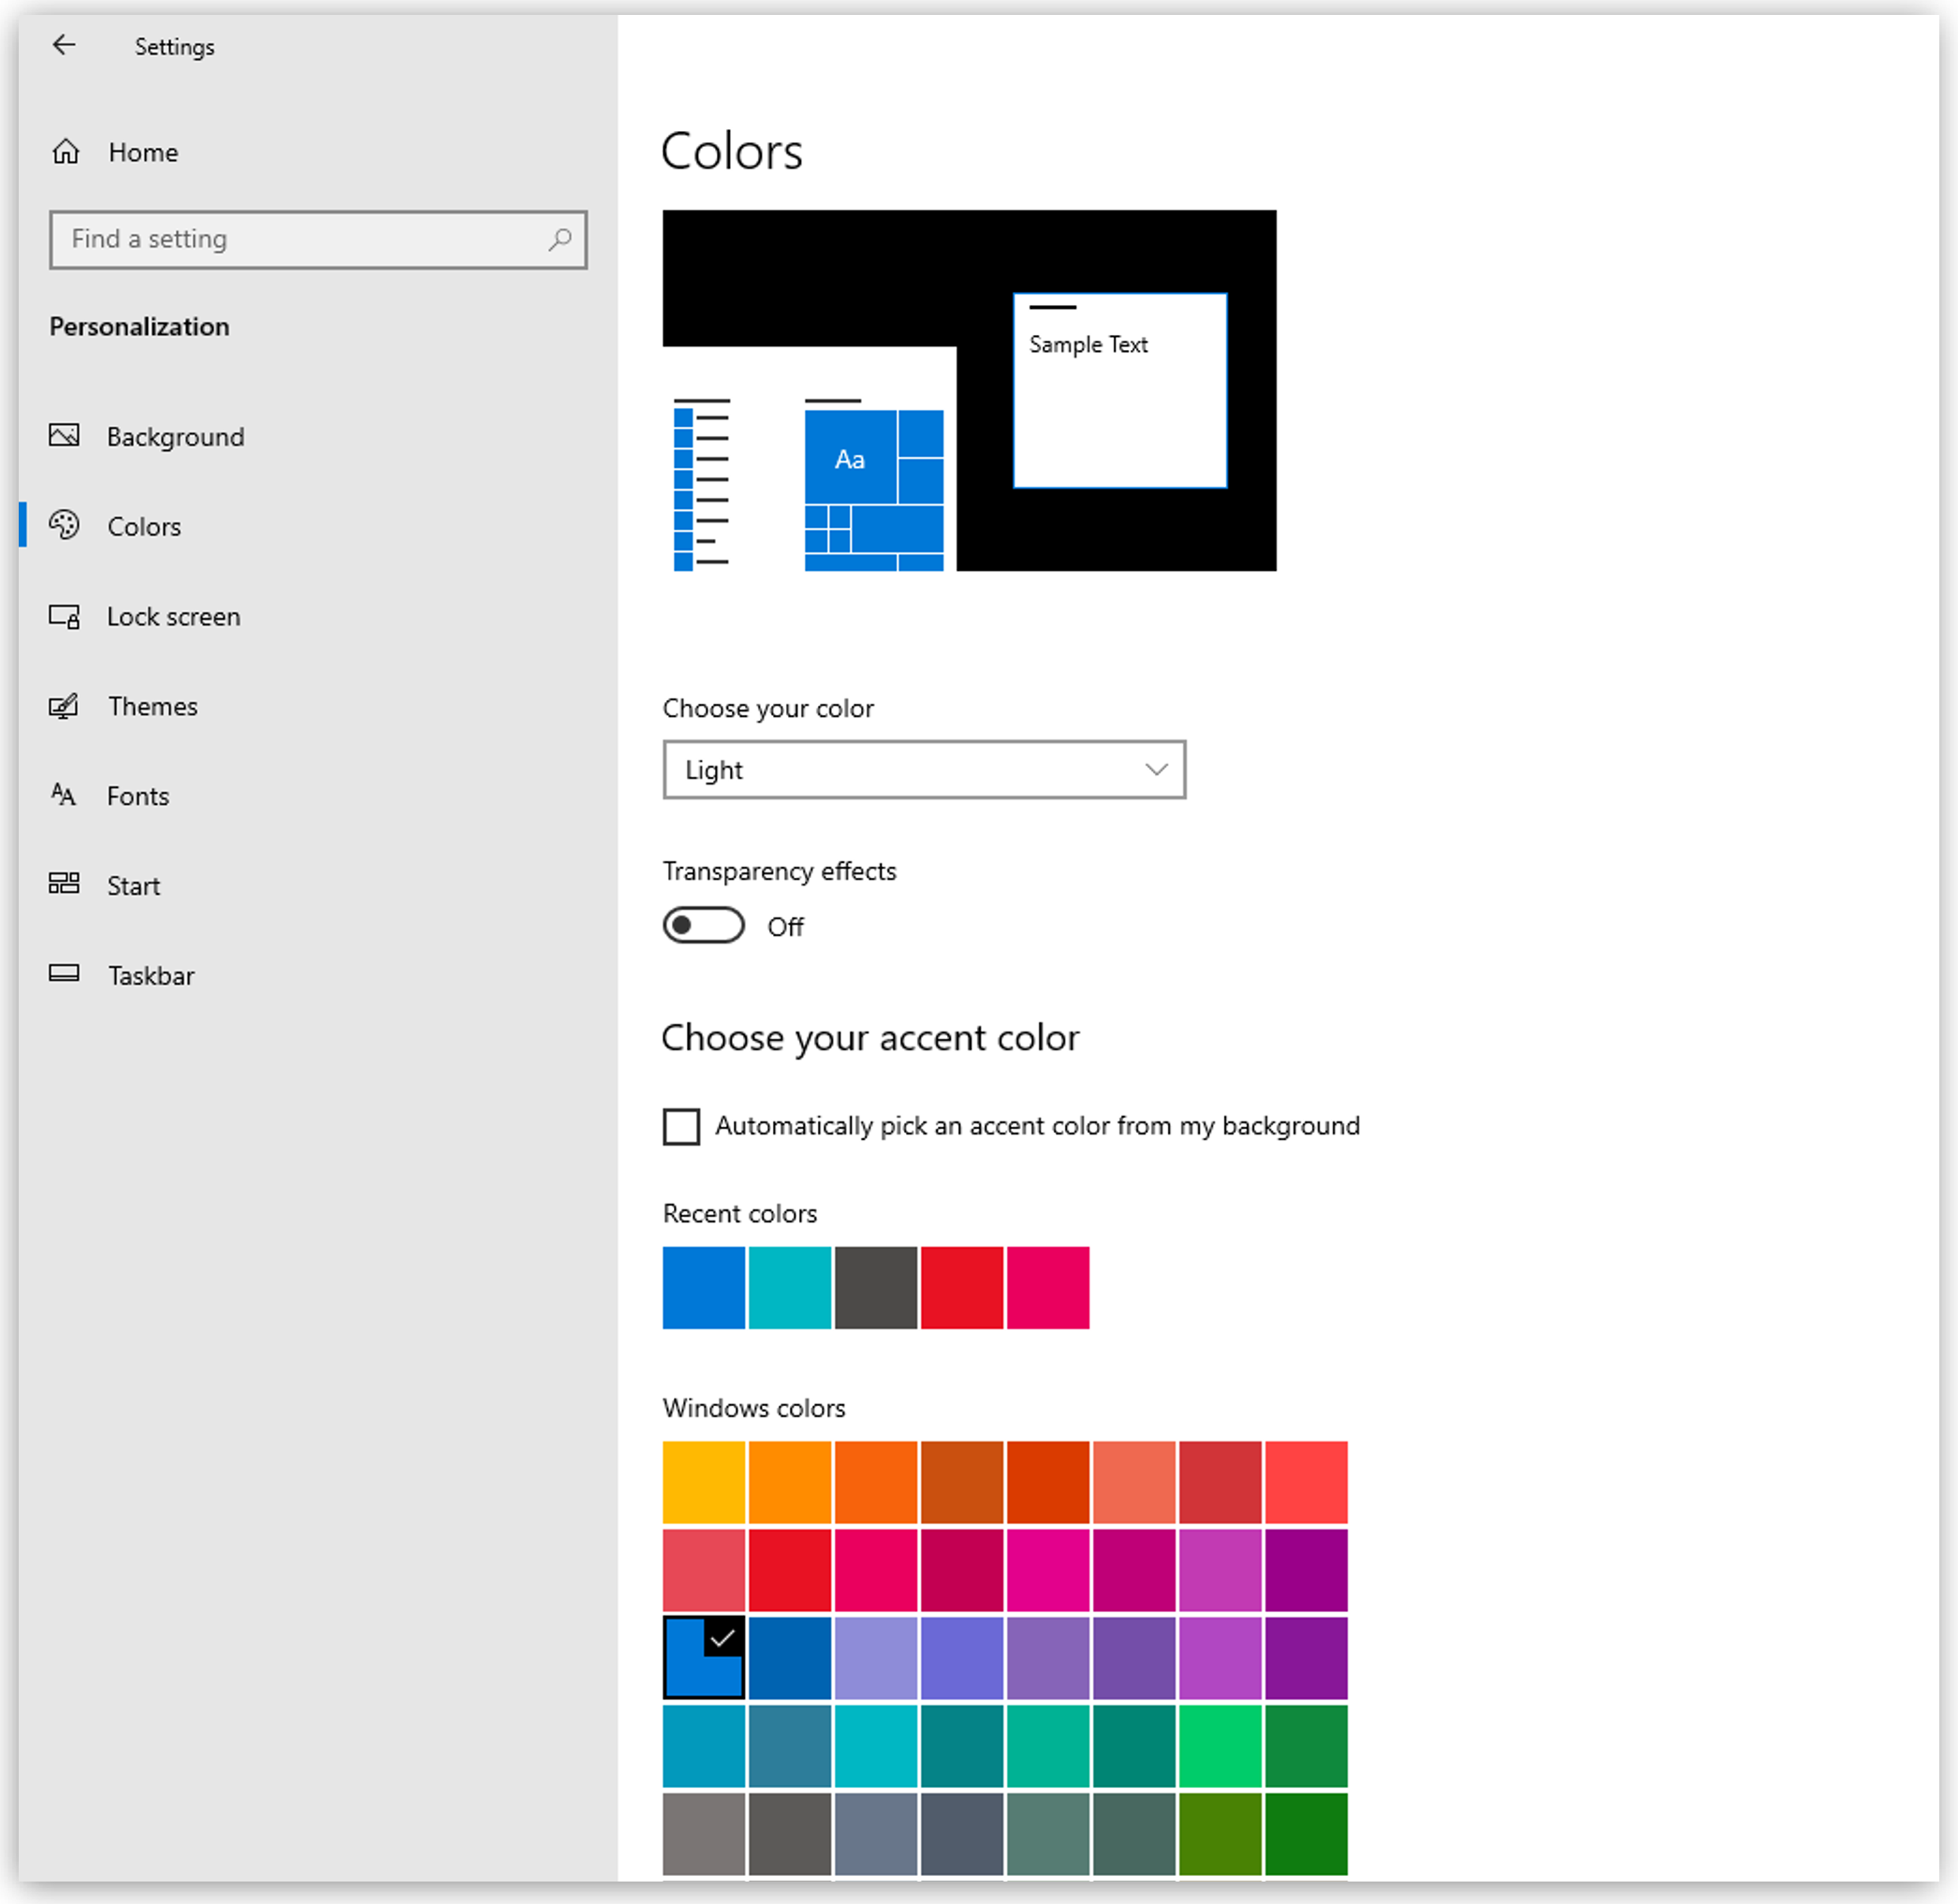 Settings
Home
Find a setting
Personalization
Background
Colors
Lock screen
Themes
Fonts
Start
Taskbar
Colors
Sample Text
Aa
Choose your color
Light
Transparency effects
Off
Choose your accent color
Automatically pick an accent color from my background
Recent colors
Windows colors